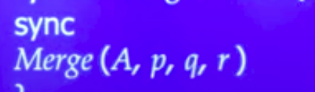 sync
Merge (A, p, q, r)
}